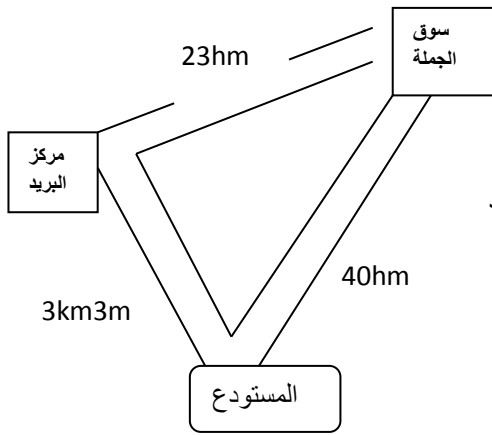 سوق
الجملة
23hm
مركز
البريد
40hm
3km3m
المستودع